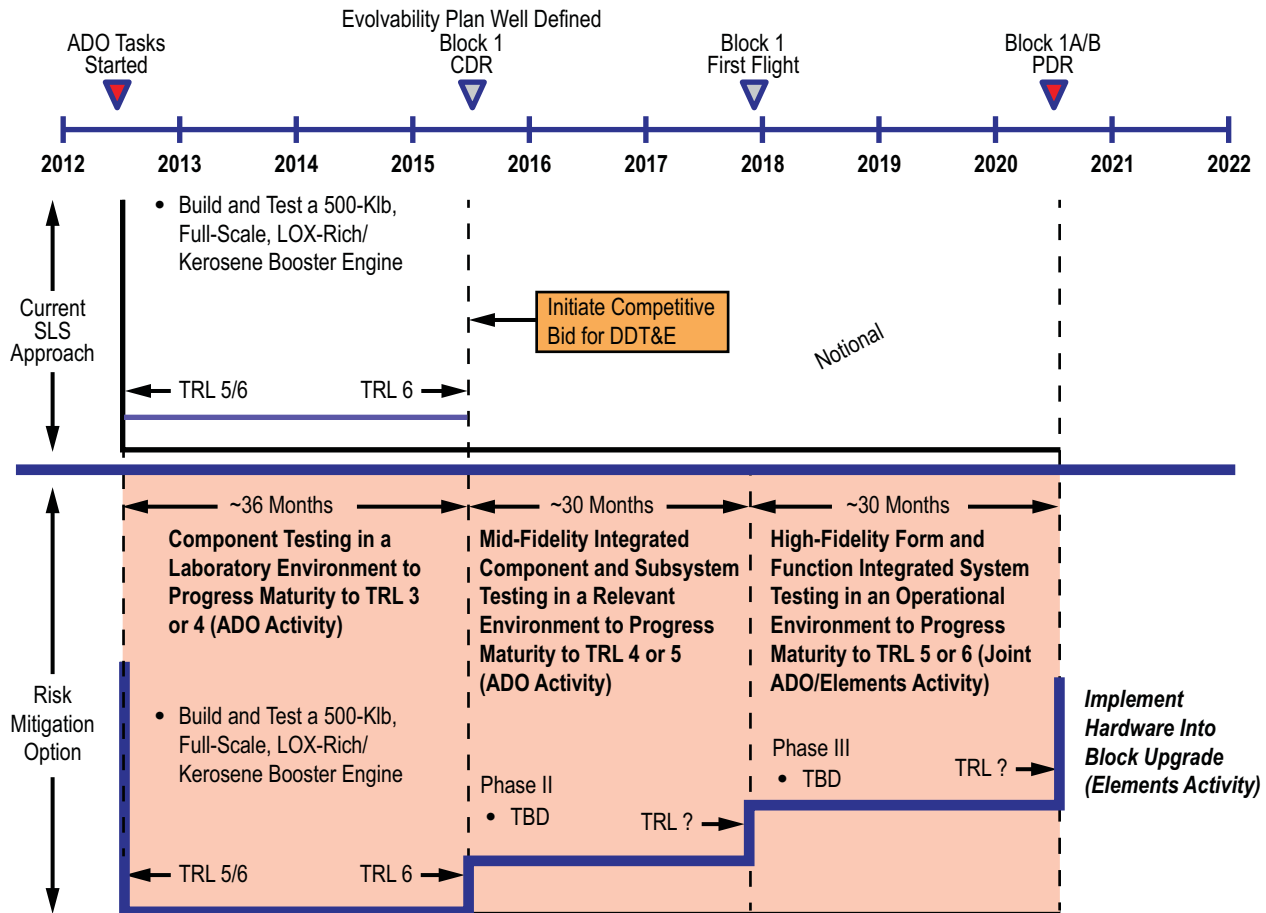 Evolvability Plan Well Defined
ADO Tasks
Started
Block 1
CDR
Block 1
First Flight
Block 1A/B
PDR
2012 2013 2014 2015 2016 2017 2018 2019 2020 2021 2022
Current
SLS
Approach
• Build and Test a 500-Klb,
Full-Scale, LOX-Rich/
Kerosene Booster Engine
Initiate Competitive
Bid for DDT&E
Notional
TRL 5/6
TRL 6
Risk
Mitigation
Option
~36 Months
Component Testing in a
Laboratory Environment to
Progress Maturity to TRL 3
or 4 (ADO Activity)
• Build and Test a 500-Klb,
Full-Scale, LOX-Rich/
Kerosene Booster Engine
TRL 5/6
TRL 6
~30 Months
Mid-Fidelity Integrated
Component and Subsystem
Testing in a Relevant
Environment to Progress
Maturity to TRL 4 or 5
(ADO Activity)
Phase II
• TBD
TRL ?
~30 Months
High-Fidelity Form and
Function Integrated System
Testing in an Operational
Environment to Progress
Maturity to TRL 5 or 6 (Joint
ADO/Elements Activity)
Phase III
• TBD
TRL ?
Implement
Hardware Into
Block Upgrade
(Elements Activity)